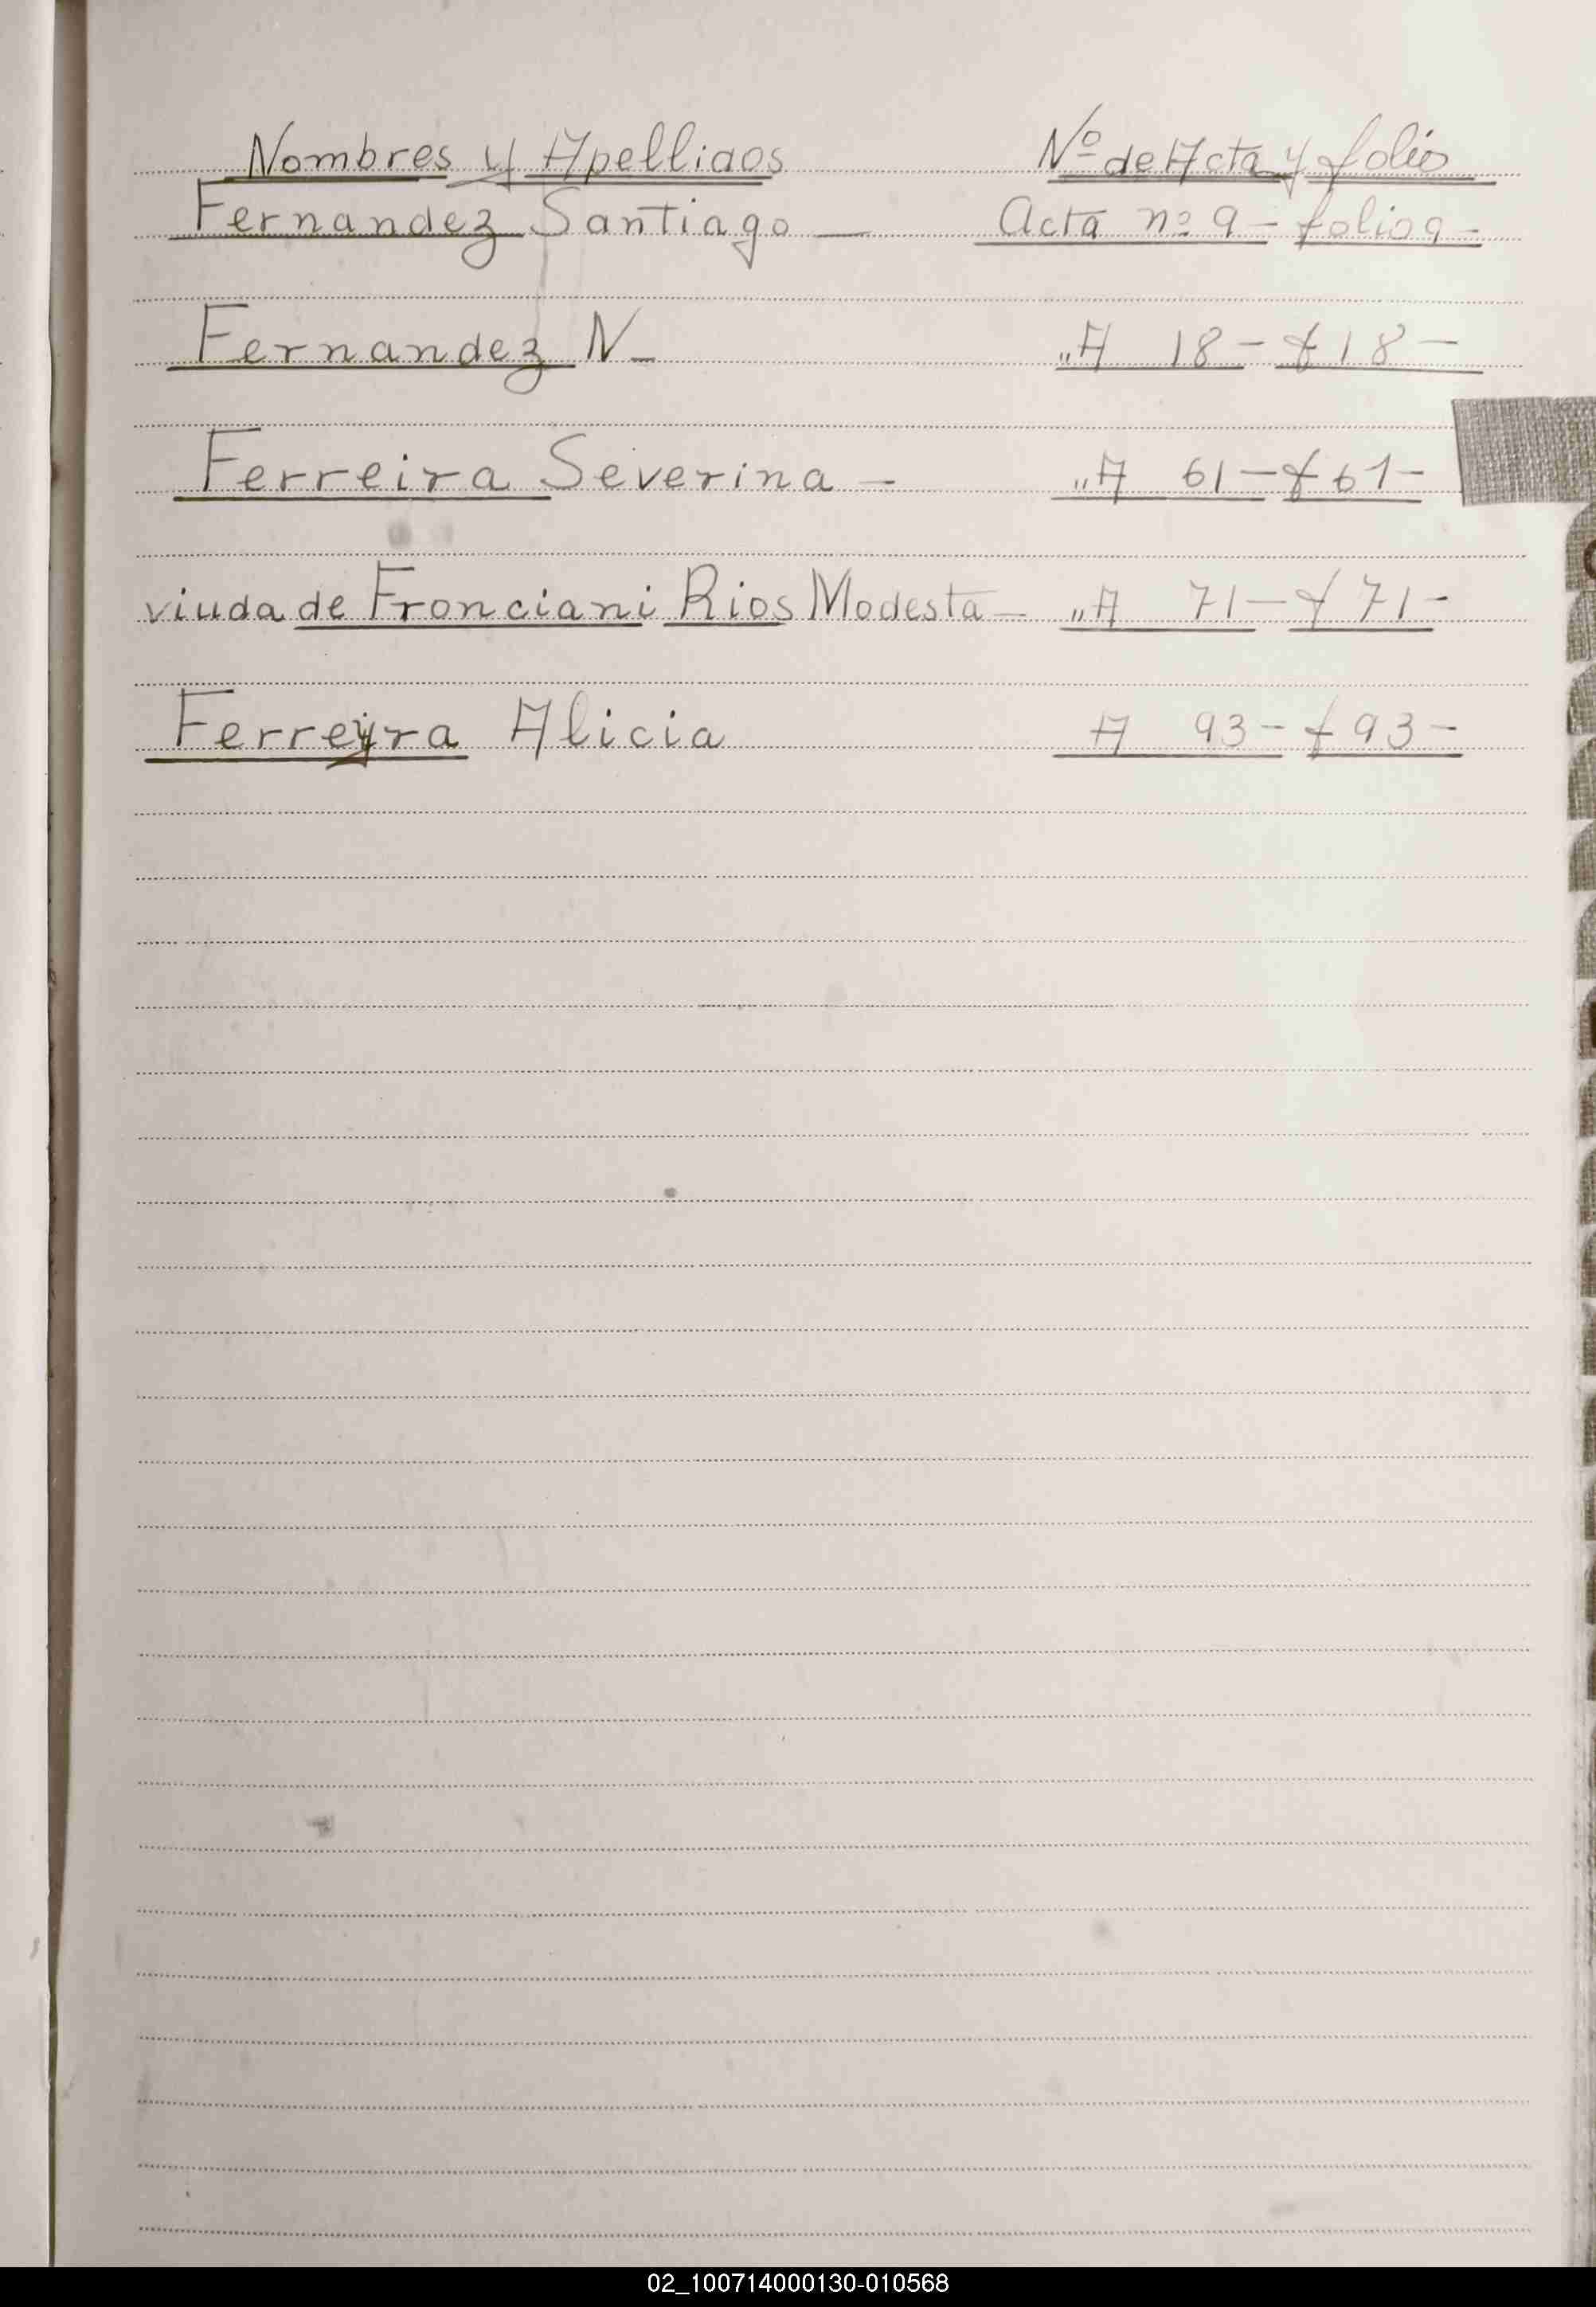 Nombres y Apellidos Nº de Acta y folio
Fernandez Santiago — Acta nº 9 - folio 9 -
Fernandez N - „ A 18 - f 18 -
Ferreira Severina - „ A 61 - f 61 -
viuda de Fronciani Rios Modesta - „ A 71 - f 71 -
Ferreyra Alicia A 93 - f 93 -
02_100714000130-010568